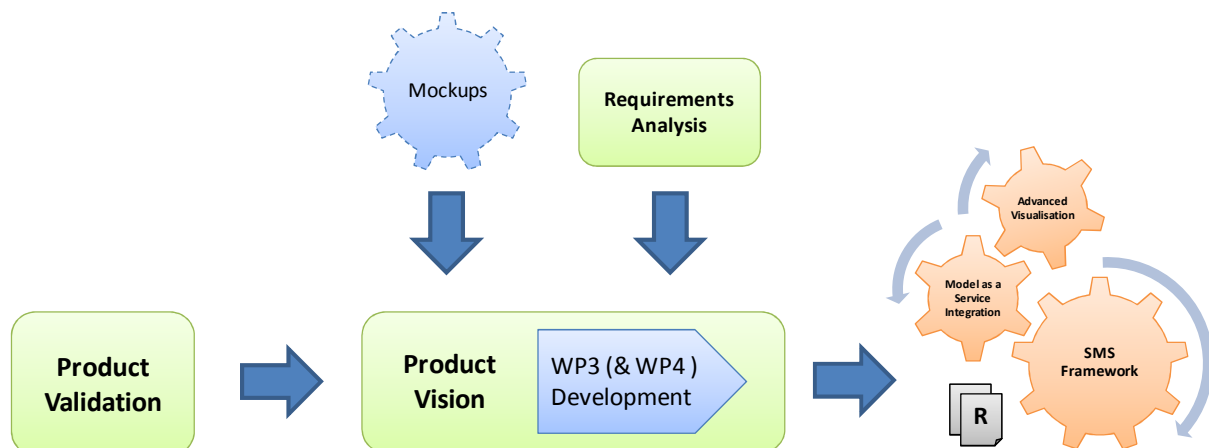 Mockups
Requirements
Analysis
Advanced
Visualisation
Model as a
Service
Integration
Product
Validation
Product
Vision
WP3 (& WP4 )
Development
SMS
Framework
R